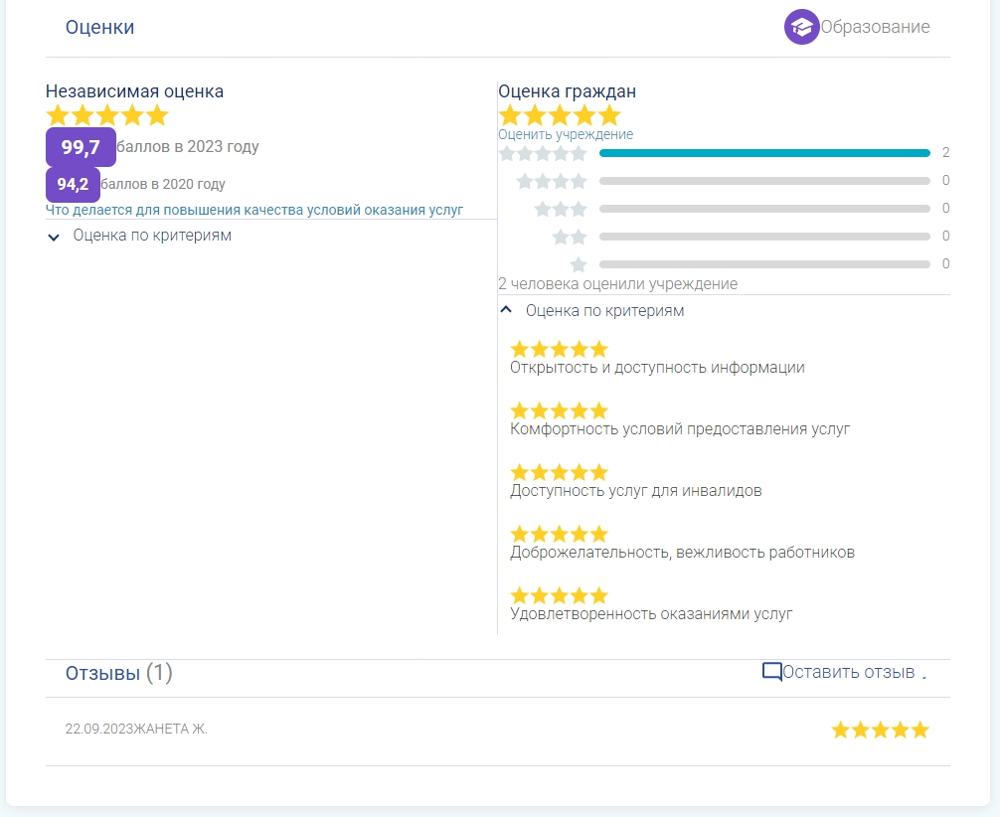 Оценки
Образование
Независимая оценка
99,7 баллов в 2023 году
94,2 баллов в 2020 году
Что делается для повышения качества условий оказания услуг
Оценка по критериям
Оценка граждан
Оценить учреждение
2
0
0
0
0
2 человека оценили учреждение
Оценка по критериям
Открытость и доступность информации
Комфортность условий предоставления услуг
Доступность услуг для инвалидов
Доброжелательность, вежливость работников
Удовлетворенность оказаниями услуг
Отзывы (1)
Оставить отзыв .
22.09.2023ЖАНЕТА Ж.